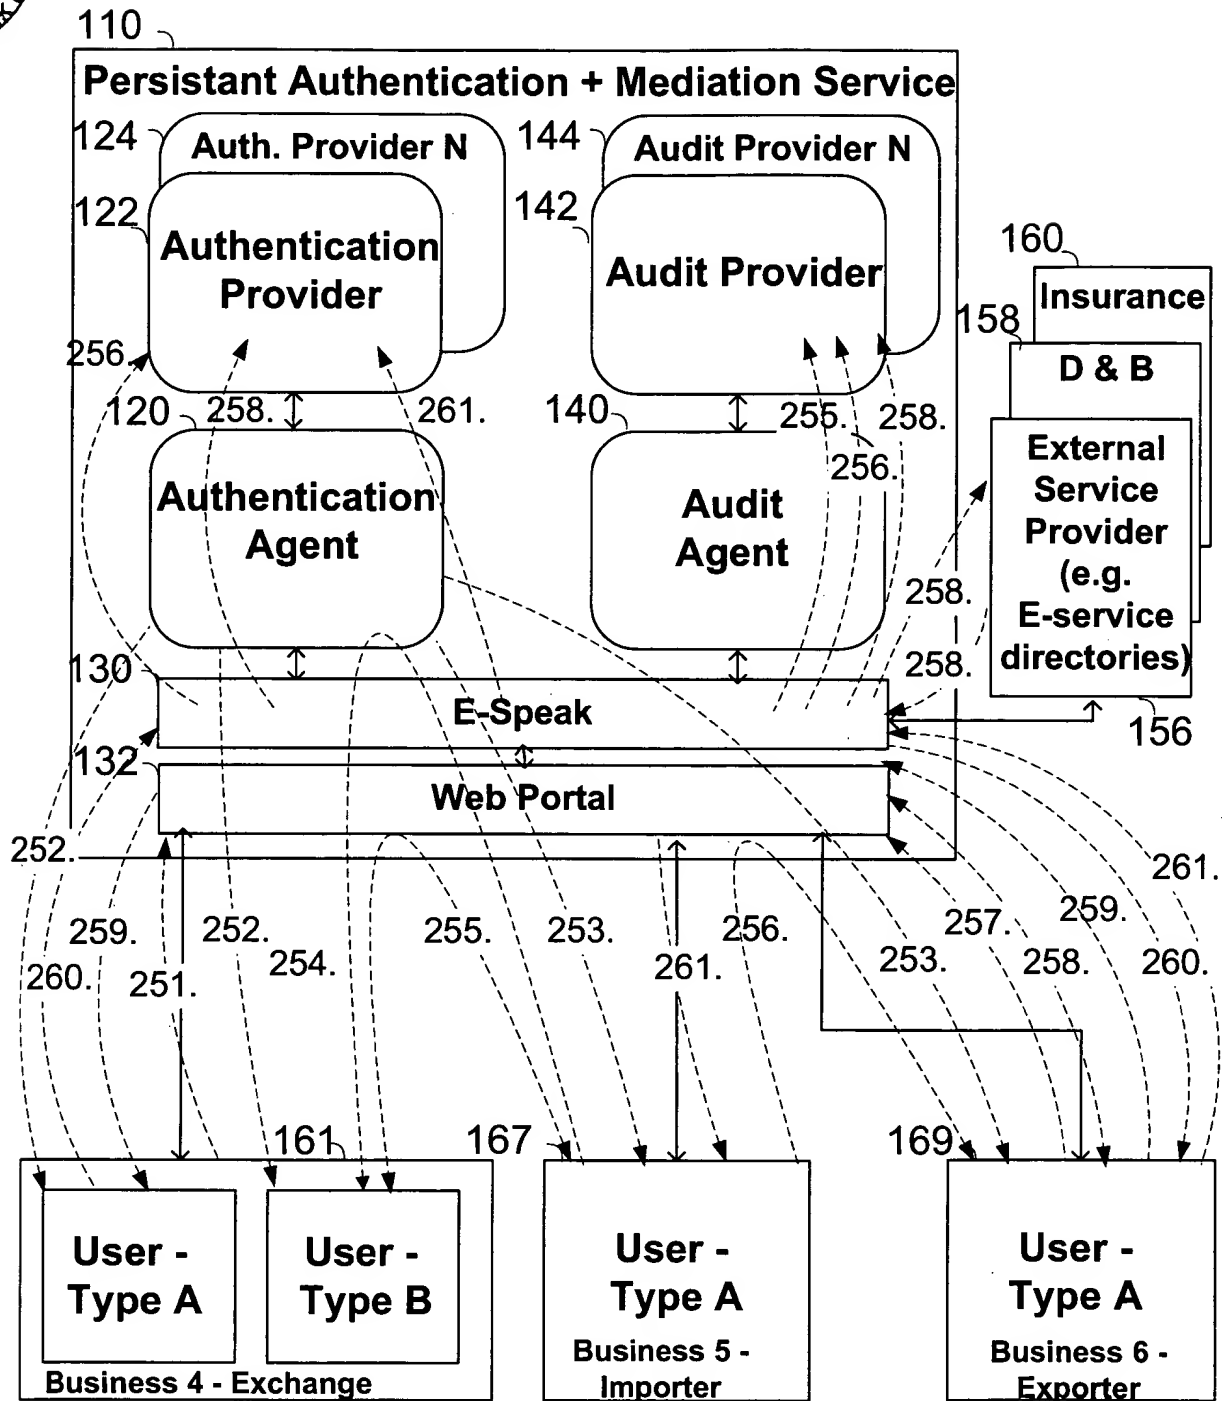 110
Persistant Authentication + Mediation Service
124
Auth. Provider N
144
Audit Provider N
122
Authentication
Provider
142
Audit Provider
160
Insurance
158
D & B
External
Service
Provider
(e.g.
E-service
directories)
156
256.
120
258.
261.
140
255.
258.
256.
Authentication
Agent
Audit
Agent
258.
258.
130
E-Speak
132
Web Portal
252.
259.
260.
251.
252.
254.
255.
253.
261.
256.
253.
257.
258.
259.
260.
261.
161
167
169
User -
Type A
User -
Type B
Business 4 - Exchange
User -
Type A
Business 5 -
Importer
User -
Type A
Business 6 -
Exporter